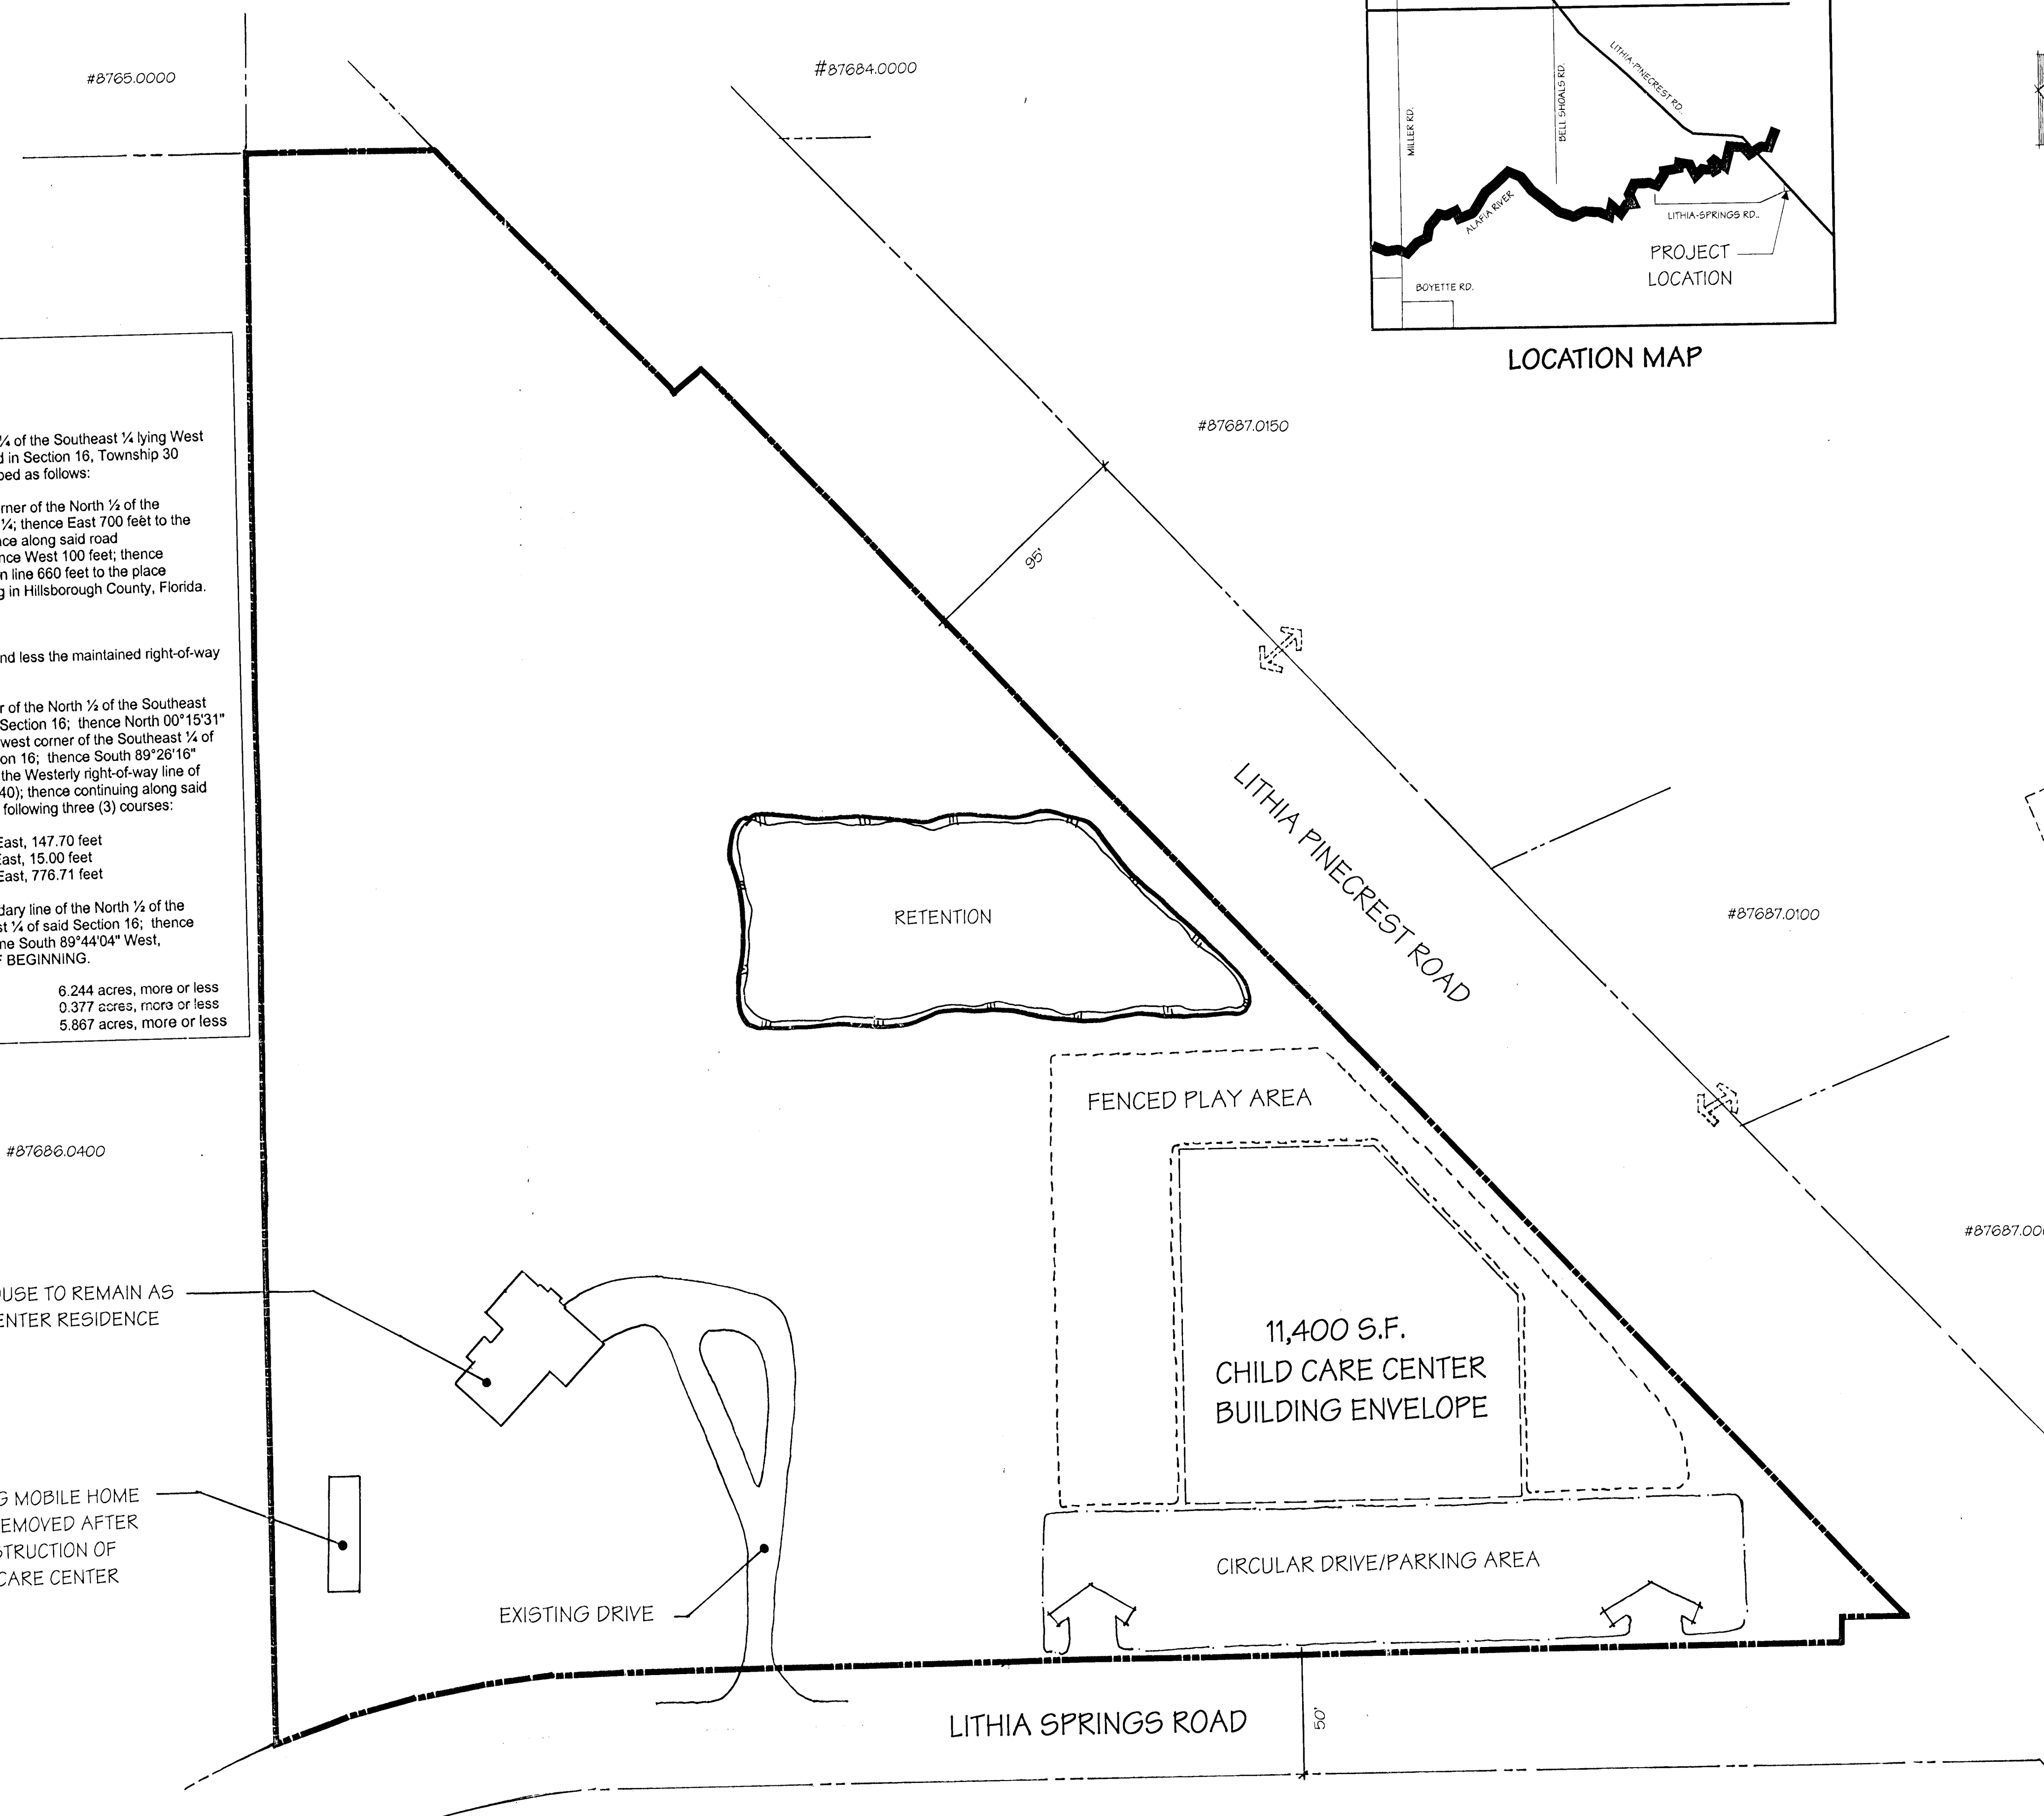 #8765.0000
#87684.0000
MILLER RD.
BELL SHOALS RD.
LITHIA-PINECREST RD.
ALAFIA RIVER
LITHIA-SPRINGS RD..
PROJECT
LOCATION
BOYETTE RD.
LOCATION MAP
¼ of the Southeast ¼ lying West
d in Section 16, Township 30
bed as follows:
rner of the North ½ of the
¼; thence East 700 feet to the
nce along said road
nce West 100 feet; thence
n line 660 feet to the place
g in Hillsborough County, Florida.
nd less the maintained right-of-way
r of the North ½ of the Southeast
Section 16; thence North 00°15'31"
west corner of the Southeast ¼ of
on 16; thence South 89°26'16"
the Westerly right-of-way line of
40); thence continuing along said
following three (3) courses:
East, 147.70 feet
East, 15.00 feet
East, 776.71 feet
dary line of the North ½ of the
st ¼ of said Section 16; thence
ne South 89°44'04" West,
F BEGINNING.
6.244 acres, more or less
0.377 acres, more or less
5.867 acres, more or less
#87687.0150
95'
LITHIA PINECREST ROAD
#87687.0100
RETENTION
FENCED PLAY AREA
#87686.0400
#87687.00
USE TO REMAIN AS
ENTER RESIDENCE
11,400 S.F.
CHILD CARE CENTER
BUILDING ENVELOPE
G MOBILE HOME
EMOVED AFTER
STRUCTION OF
CARE CENTER
CIRCULAR DRIVE/PARKING AREA
EXISTING DRIVE
LITHIA SPRINGS ROAD
50'